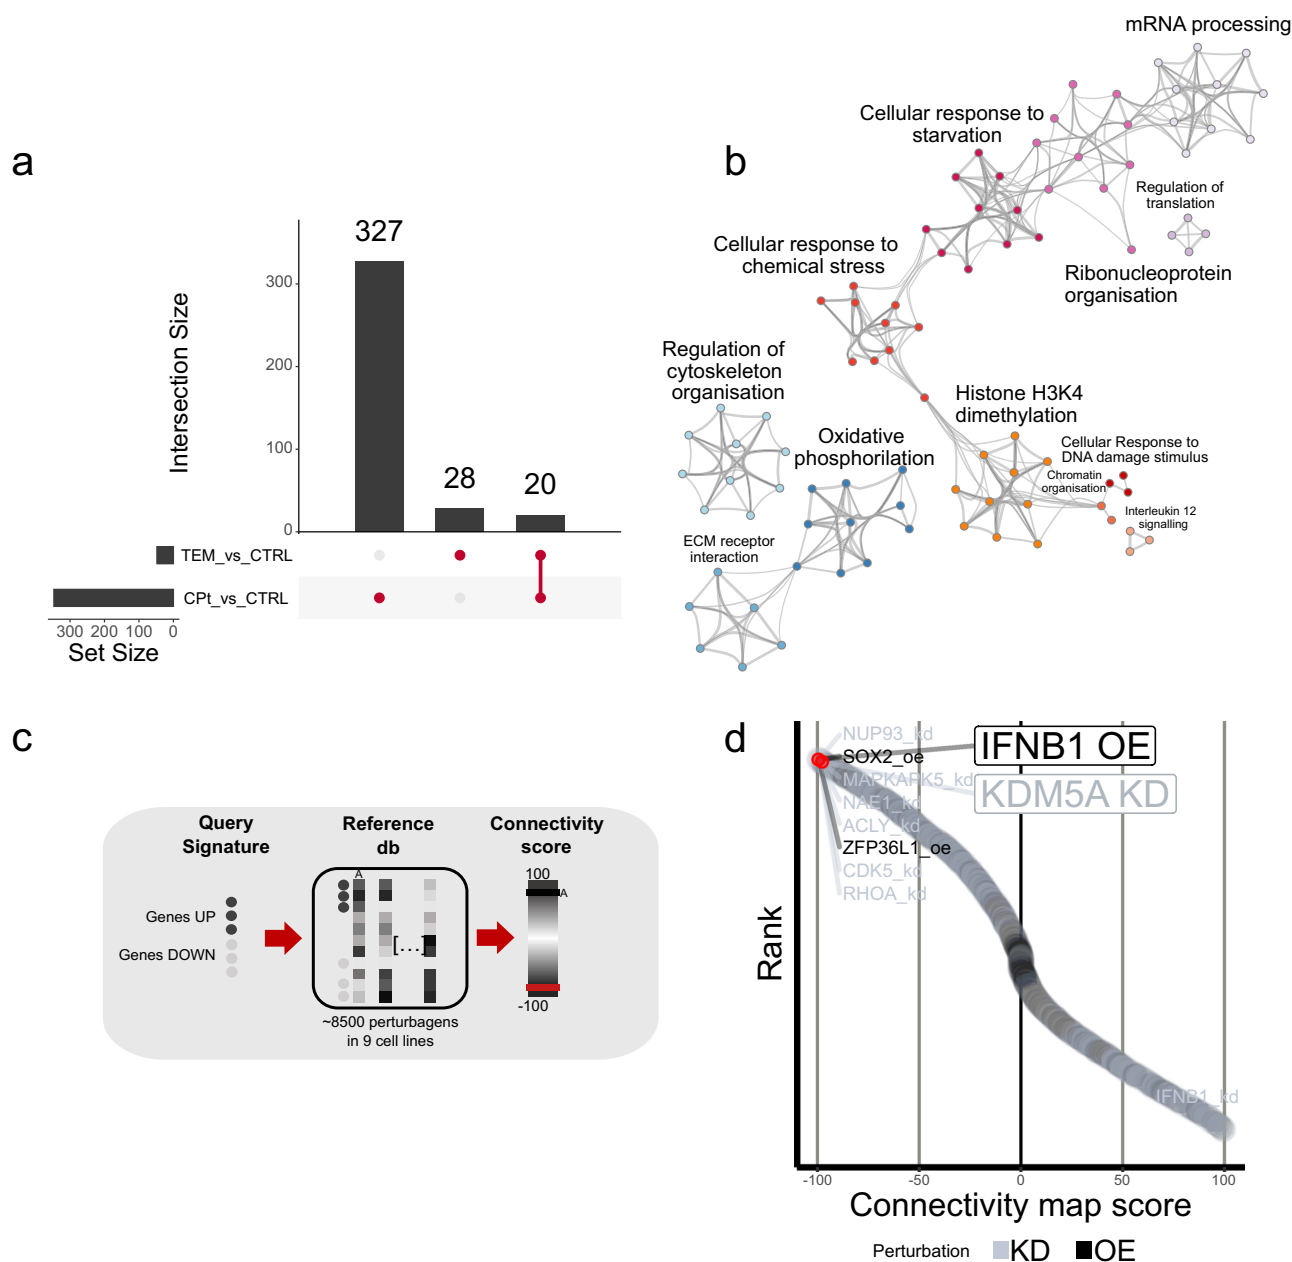 a
327
28
20
Intersection Size
300
200
100
0
TEM_vs_CTRL
CPt_vs_CTRL
300 200 100 0
Set Size
b
mRNA processing
Cellular response to
starvation
Regulation of
translation
Ribonucleoprotein
organisation
Cellular response to
chemical stress
Regulation of
cytoskeleton
organisation
Histone H3K4
dimethylation
Oxidative
phosphorilation
Cellular Response to
DNA damage stimulus
Chromatin
organisation
Interleukin 12
signalling
ECM receptor
interaction
c
Query
Signature
Reference
db
Connectivity
score
Genes UP
Genes DOWN
A
[...]
100
A
-100
~8500 perturbagens
in 9 cell lines
d
NUP93_kd
SOX2_oe
MAPKAPK5_kd
NAE1_kd
ACLY_kd
ZFP36L1_oe
CDK5_kd
RHOA_kd
IFNB1 OE
KDM5A KD
IFNB1_kd
Rank
-100 -50 0 50 100
Connectivity map score
Perturbation KD OE